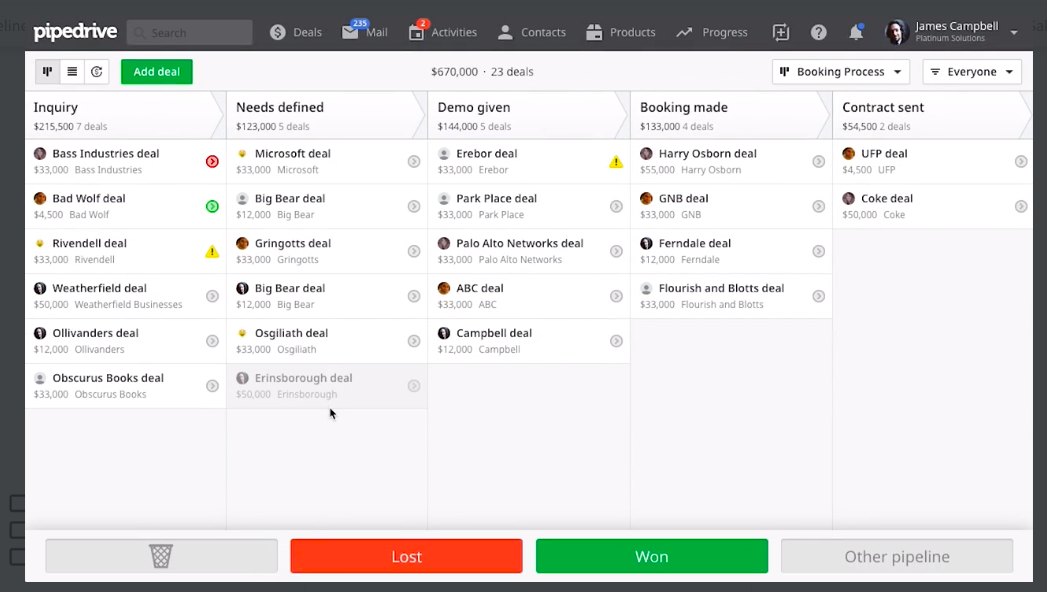 pipedrive
Search
Deals
235
Mail
2
Activities
Contacts
Products
Progress
James Campbell
Platinum Solutions
Add deal
$670,000 · 23 deals
Booking Process
Everyone
Inquiry
$215,500 7 deals
Needs defined
$123,000 5 deals
Demo given
$144,000 5 deals
Booking made
$133,000 4 deals
Contract sent
$54,500 2 deals
Bass Industries deal
$33,000 Bass Industries
Bad Wolf deal
$4,500 Bad Wolf
Rivendell deal
$33,000 Rivendell
Weatherfield deal
$50,000 Weatherfield Businesses
Ollivanders deal
$12,000 Ollivanders
Obscurus Books deal
$33,000 Obscurus Books
Microsoft deal
$33,000 Microsoft
Big Bear deal
$12,000 Big Bear
Gringotts deal
$33,000 Gringotts
Big Bear deal
$12,000 Big Bear
Osgiliath deal
$33,000 Osgiliath
Erinsborough deal
$50,000 Erinsborough
Erebor deal
$33,000 Erebor
Park Place deal
$33,000 Park Place
Palo Alto Networks deal
$33,000 Palo Alto Networks
ABC deal
$33,000 ABC
Campbell deal
$12,000 Campbell
Harry Osborn deal
$55,000 Harry Osborn
GNB deal
$33,000 GNB
Ferndale deal
$12,000 Ferndale
Flourish and Blotts deal
$33,000 Flourish and Blotts
UFP deal
$4,500 UFP
Coke deal
$50,000 Coke
Lost
Won
Other pipeline